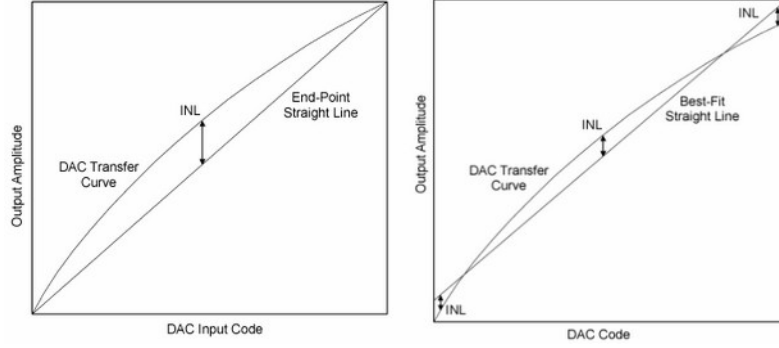 Output Amplitude
INL
End-Point
Straight Line
DAC Transfer
Curve
DAC Input Code
Output Amplitude
INL
INL
Best-Fit
Straight Line
DAC Transfer
Curve
INL
DAC Code